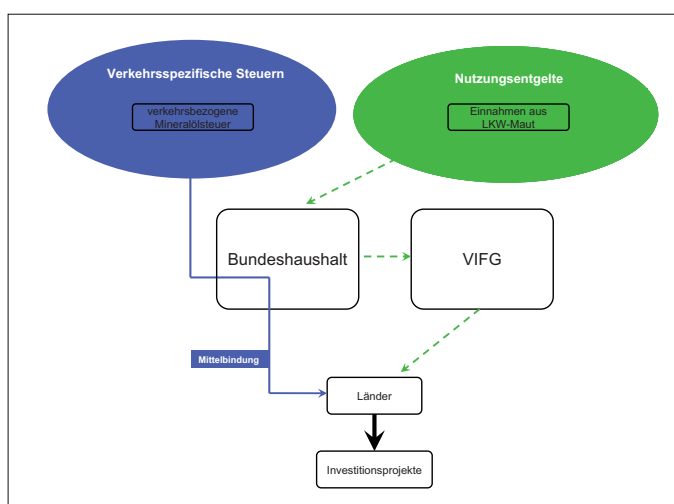 Verkehrsspezifische Steuern
verkehrsbezogene
Mineralölsteuer
Nutzungsentgelte
Einnahmen aus
LKW-Maut
Bundeshaushalt
VIFG
Mittelbindung
Länder
Investitionsprojekte